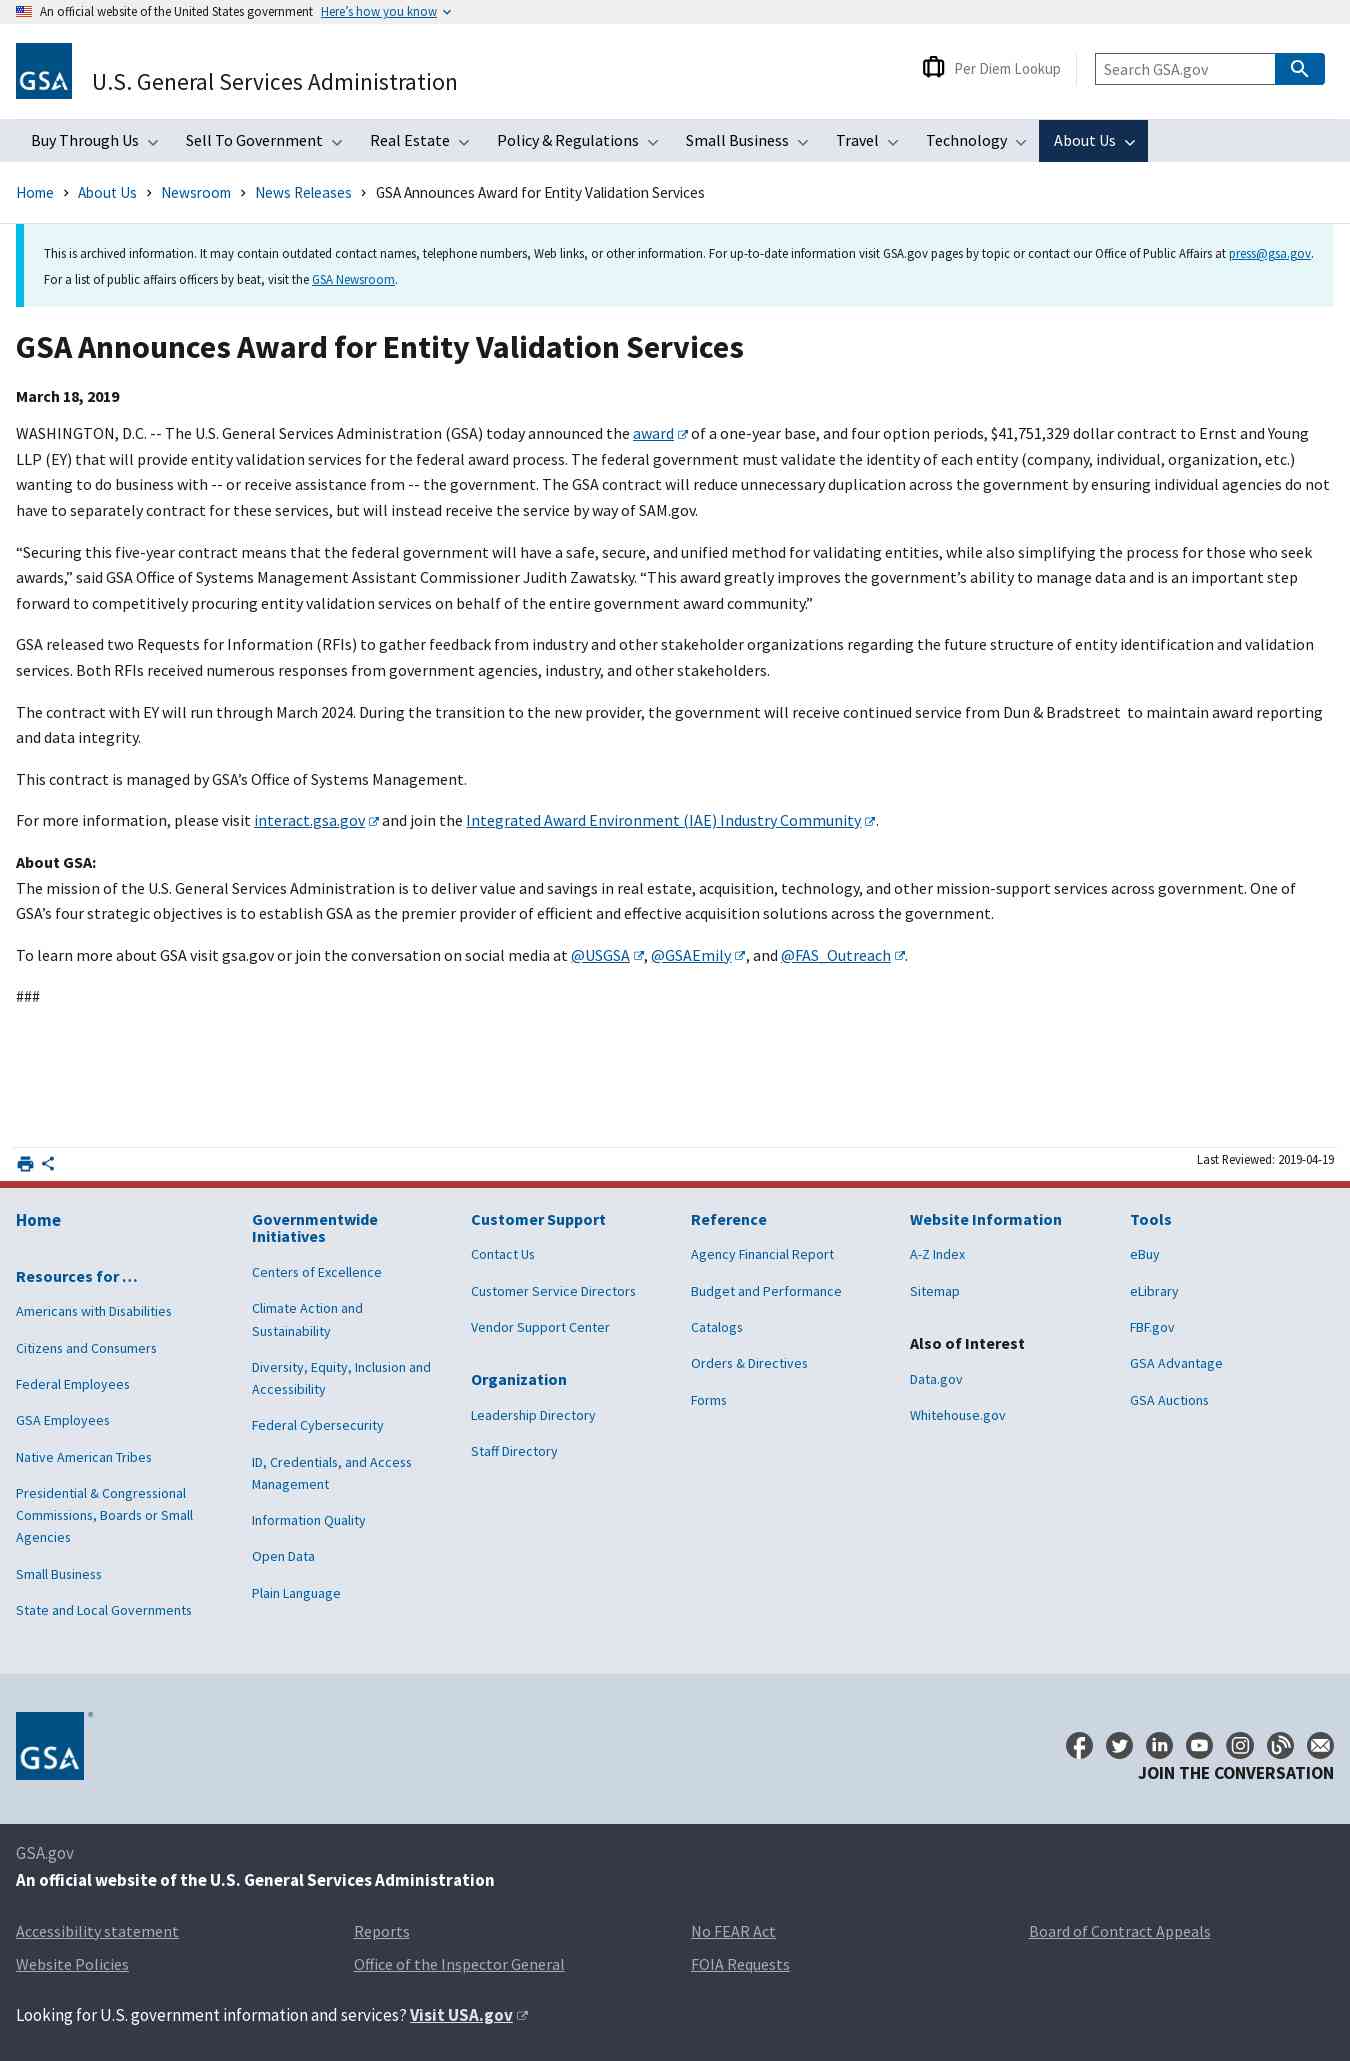 An official website of the United States government Here's how you know
GSA
U.S. General Services Administration
Per Diem Lookup
Search GSA.gov
Buy Through Us
Sell To Government
Real Estate
Policy & Regulations
Small Business
Travel
Technology
About Us
Home > About Us > Newsroom > News Releases > GSA Announces Award for Entity Validation Services
This is archived information. It may contain outdated contact names, telephone numbers, Web links, or other information. For up-to-date information visit GSA.gov pages by topic or contact our Office of Public Affairs at press@gsa.gov.
For a list of public affairs officers by beat, visit the GSA Newsroom.
GSA Announces Award for Entity Validation Services
March 18, 2019
WASHINGTON, D.C. -- The U.S. General Services Administration (GSA) today announced the award of a one-year base, and four option periods, $41,751,329 dollar contract to Ernst and Young
LLP (EY) that will provide entity validation services for the federal award process. The federal government must validate the identity of each entity (company, individual, organization, etc.)
wanting to do business with -- or receive assistance from -- the government. The GSA contract will reduce unnecessary duplication across the government by ensuring individual agencies do not
have to separately contract for these services, but will instead receive the service by way of SAM.gov.
“Securing this five-year contract means that the federal government will have a safe, secure, and unified method for validating entities, while also simplifying the process for those who seek
awards,” said GSA Office of Systems Management Assistant Commissioner Judith Zawatsky. “This award greatly improves the government’s ability to manage data and is an important step
forward to competitively procuring entity validation services on behalf of the entire government award community.”
GSA released two Requests for Information (RFIs) to gather feedback from industry and other stakeholder organizations regarding the future structure of entity identification and validation
services. Both RFIs received numerous responses from government agencies, industry, and other stakeholders.
The contract with EY will run through March 2024. During the transition to the new provider, the government will receive continued service from Dun & Bradstreet to maintain award reporting
and data integrity.
This contract is managed by GSA’s Office of Systems Management.
For more information, please visit interact.gsa.gov and join the Integrated Award Environment (IAE) Industry Community.
About GSA:
The mission of the U.S. General Services Administration is to deliver value and savings in real estate, acquisition, technology, and other mission-support services across government. One of
GSA’s four strategic objectives is to establish GSA as the premier provider of efficient and effective acquisition solutions across the government.
To learn more about GSA visit gsa.gov or join the conversation on social media at @USGSA, @GSAEmily, and @FAS_Outreach.
###
Last Reviewed: 2019-04-19
Home
Resources for …
Americans with Disabilities
Citizens and Consumers
Federal Employees
GSA Employees
Native American Tribes
Presidential & Congressional
Commissions, Boards or Small
Agencies
Small Business
State and Local Governments
Governmentwide
Initiatives
Centers of Excellence
Climate Action and
Sustainability
Diversity, Equity, Inclusion and
Accessibility
Federal Cybersecurity
ID, Credentials, and Access
Management
Information Quality
Open Data
Plain Language
Customer Support
Contact Us
Customer Service Directors
Vendor Support Center
Organization
Leadership Directory
Staff Directory
Reference
Agency Financial Report
Budget and Performance
Catalogs
Orders & Directives
Forms
Website Information
A-Z Index
Sitemap
Also of Interest
Data.gov
Whitehouse.gov
Tools
eBuy
eLibrary
FBF.gov
GSA Advantage
GSA Auctions
GSA
JOIN THE CONVERSATION
GSA.gov
An official website of the U.S. General Services Administration
Accessibility statement
Reports
No FEAR Act
Board of Contract Appeals
Website Policies
Office of the Inspector General
FOIA Requests
Looking for U.S. government information and services? Visit USA.gov